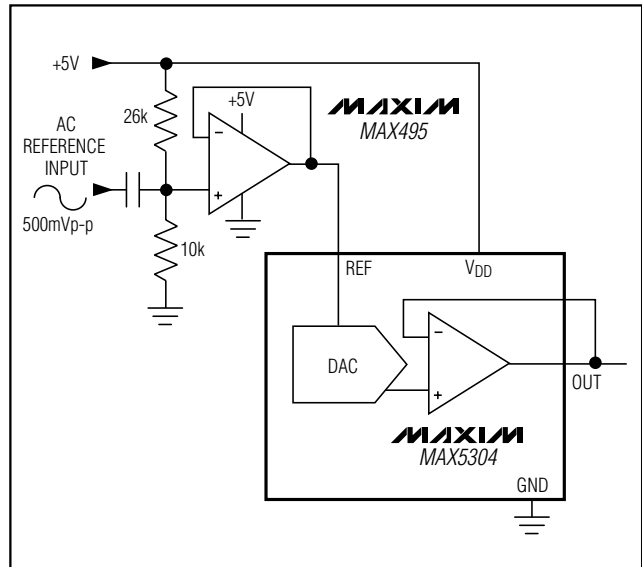 +5V
26k
AC
REFERENCE
INPUT
500mVp-p
10k
+5V
−
+
MAXIM
MAX495
REF
VDD
DAC
−
+
OUT
MAXIM
MAX5304
GND